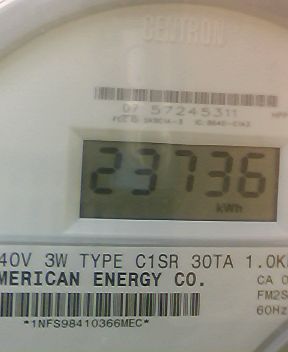 CENTRON
07 57245311
23736
kWh
40V 3W TYPE C1SR 30TA 1.0K
MERICAN ENERGY CO.
CA 0
FM2S
60Hz
*1NFS98410366MEC*